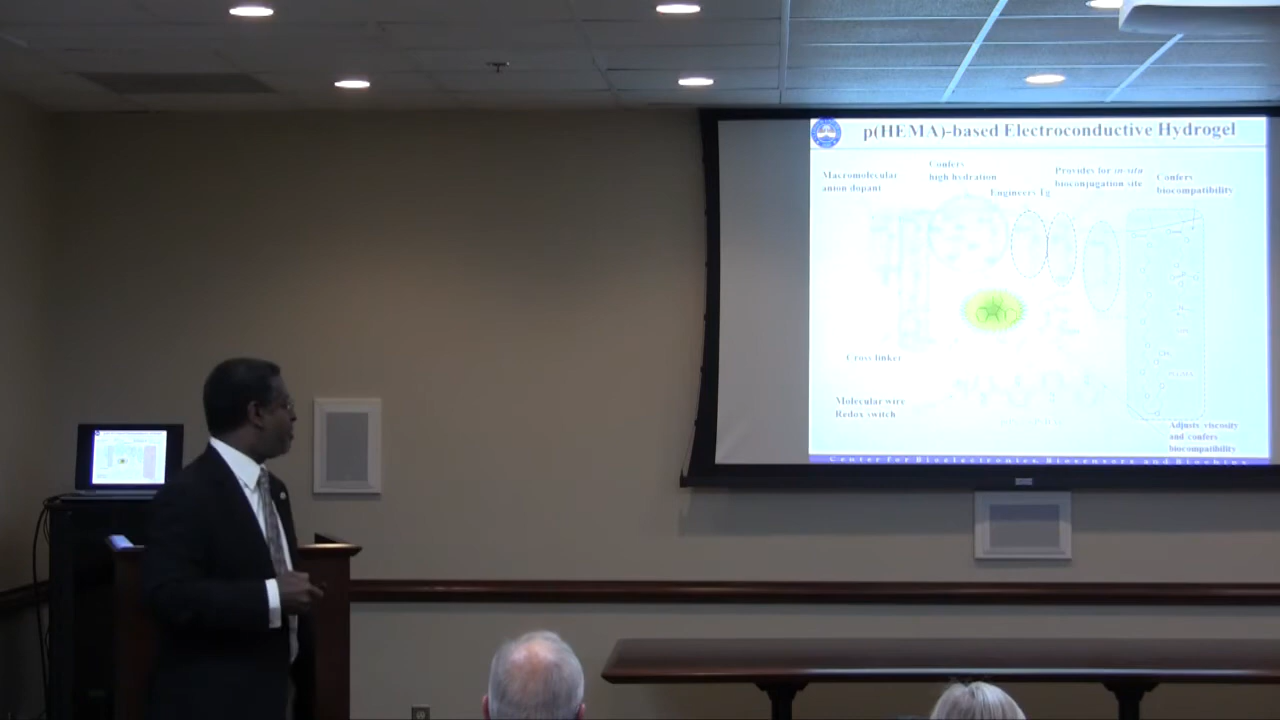 p(HEMA)-based Electroconductive Hydrogel
Macromolecular
anion dopant
Confers
high hydration
Engineers Tg
Provides for in-situ
bioconjugation site
Confers
biocompatibility
Cross linker
Molecular wire
Redox switch
Adjusts viscosity
and confers
biocompatibility
Center for Bioelectronics, Biosensors and Biochips